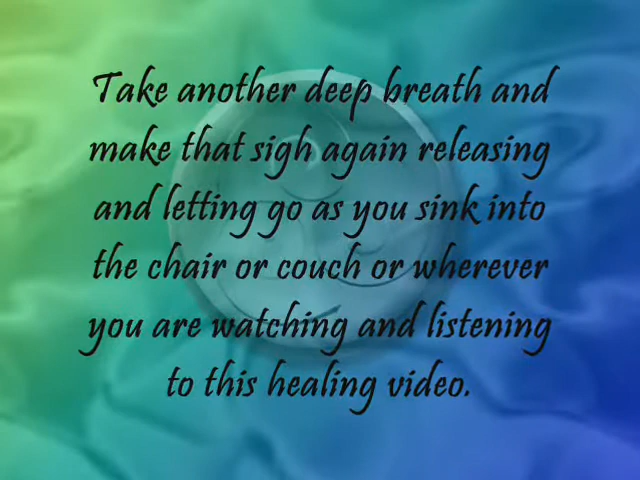 Take another deep breath and
make that sigh again releasing
and letting go as you sink into
the chair or couch or wherever
you are watching and listening
to this healing video.